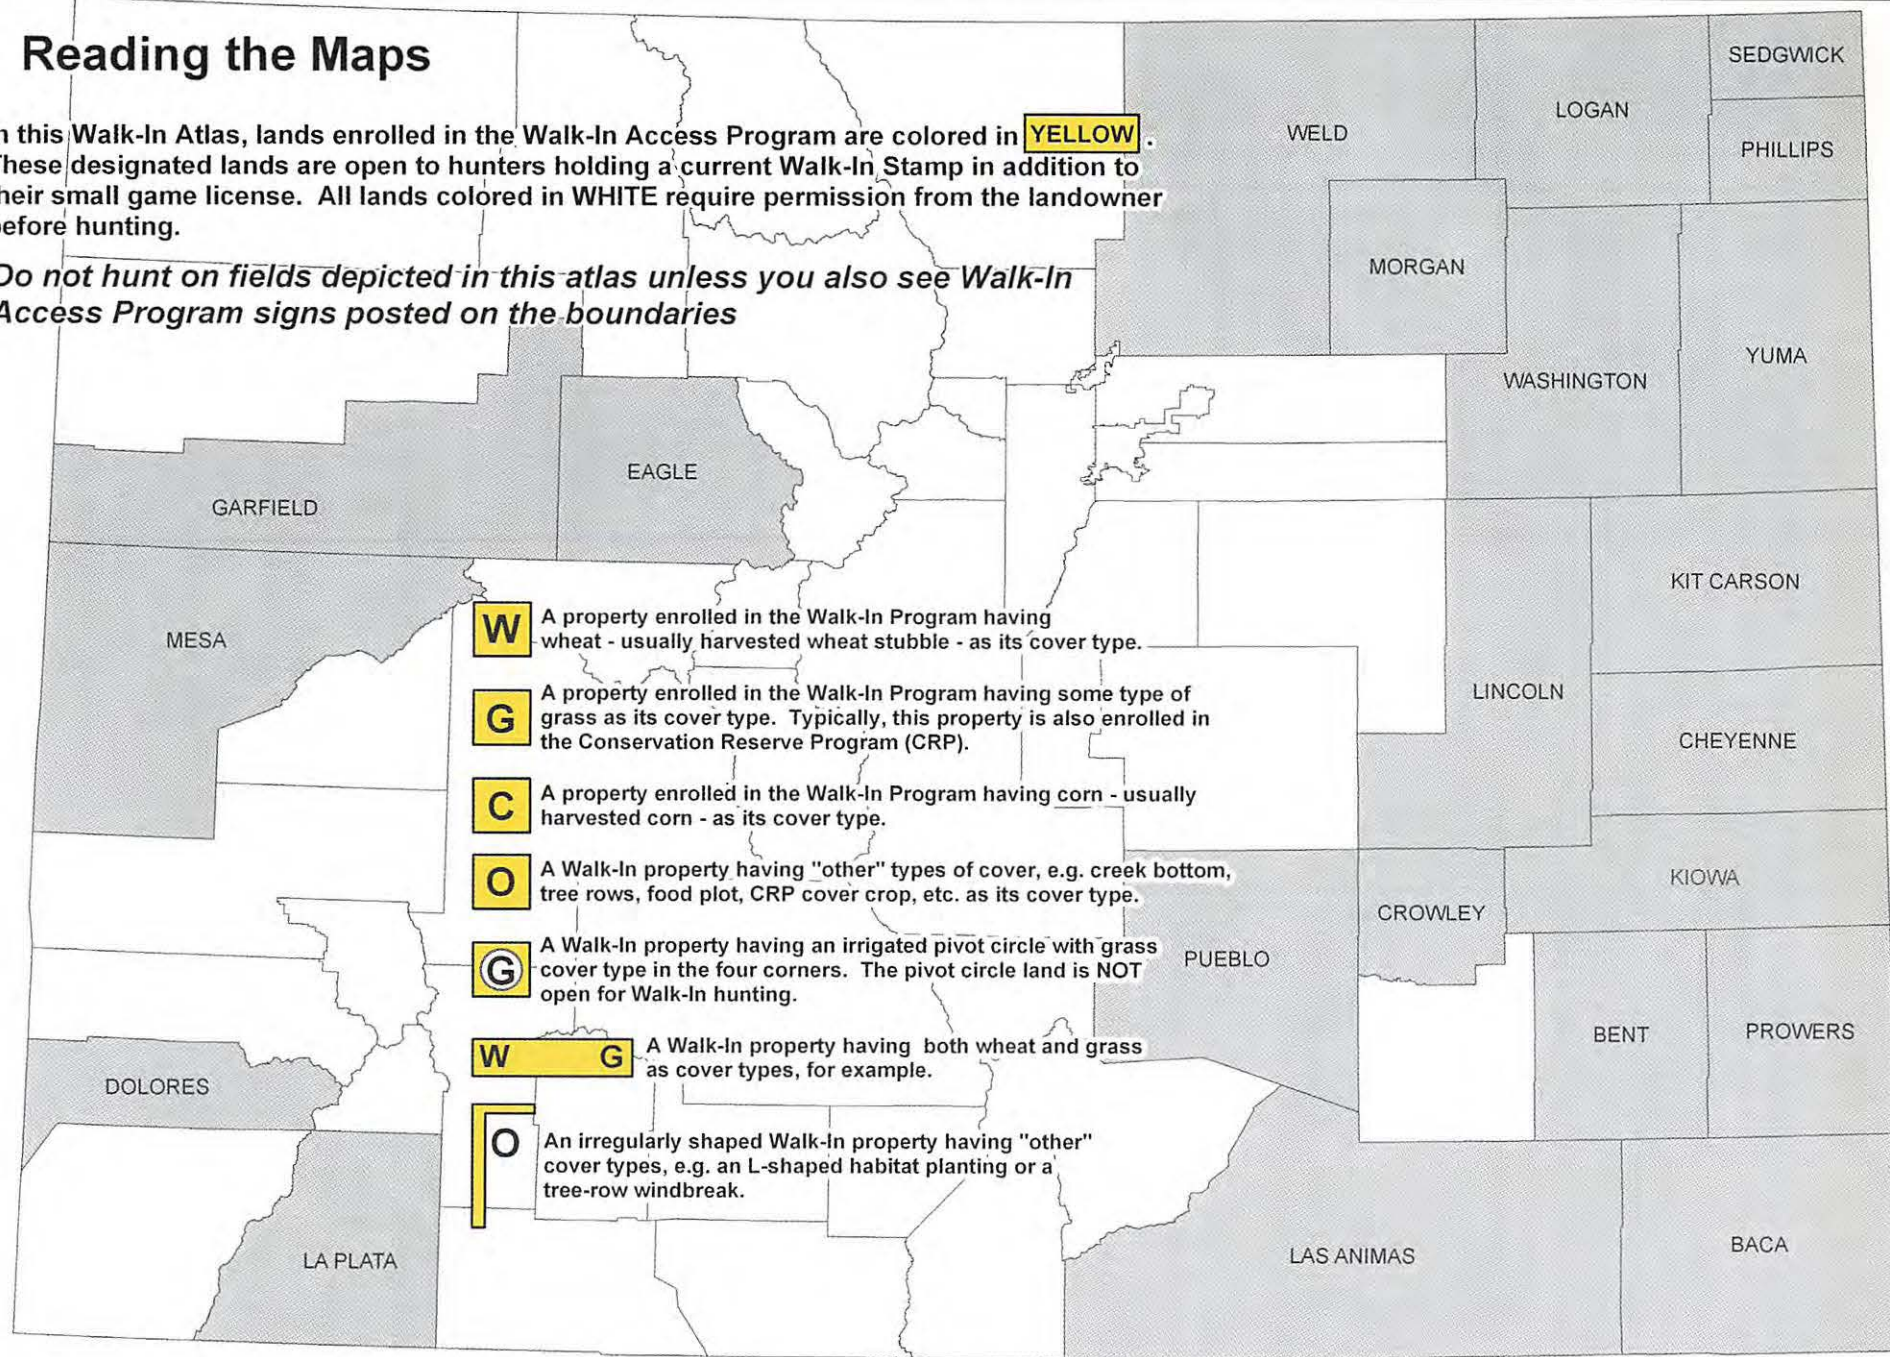 Reading the Maps
n this Walk-In Atlas, lands enrolled in the Walk-In Access Program are colored in YELLOW .
hese designated lands are open to hunters holding a current Walk-In Stamp in addition to
heir small game license. All lands colored in WHITE require permission from the landowner
efore hunting.
Do not hunt on fields depicted in this atlas unless you also see Walk-In
Access Program signs posted on the boundaries
SEDGWICK
LOGAN
WELD
PHILLIPS
MORGAN
YUMA
WASHINGTON
EAGLE
GARFIELD
KIT CARSON
MESA
LINCOLN
CHEYENNE
KIOWA
CROWLEY
PUEBLO
BENT
PROWERS
DOLORES
LA PLATA
LAS ANIMAS
BACA
W A property enrolled in the Walk-In Program having
wheat - usually harvested wheat stubble - as its cover type.
G A property enrolled in the Walk-In Program having some type of
grass as its cover type. Typically, this property is also enrolled in
the Conservation Reserve Program (CRP).
C A property enrolled in the Walk-In Program having corn - usually
harvested corn - as its cover type.
O A Walk-In property having "other" types of cover, e.g. creek bottom,
tree rows, food plot, CRP cover crop, etc. as its cover type.
G A Walk-In property having an irrigated pivot circle with grass
cover type in the four corners. The pivot circle land is NOT
open for Walk-In hunting.
W G A Walk-In property having both wheat and grass
as cover types, for example.
O An irregularly shaped Walk-In property having "other"
cover types, e.g. an L-shaped habitat planting or a
tree-row windbreak.